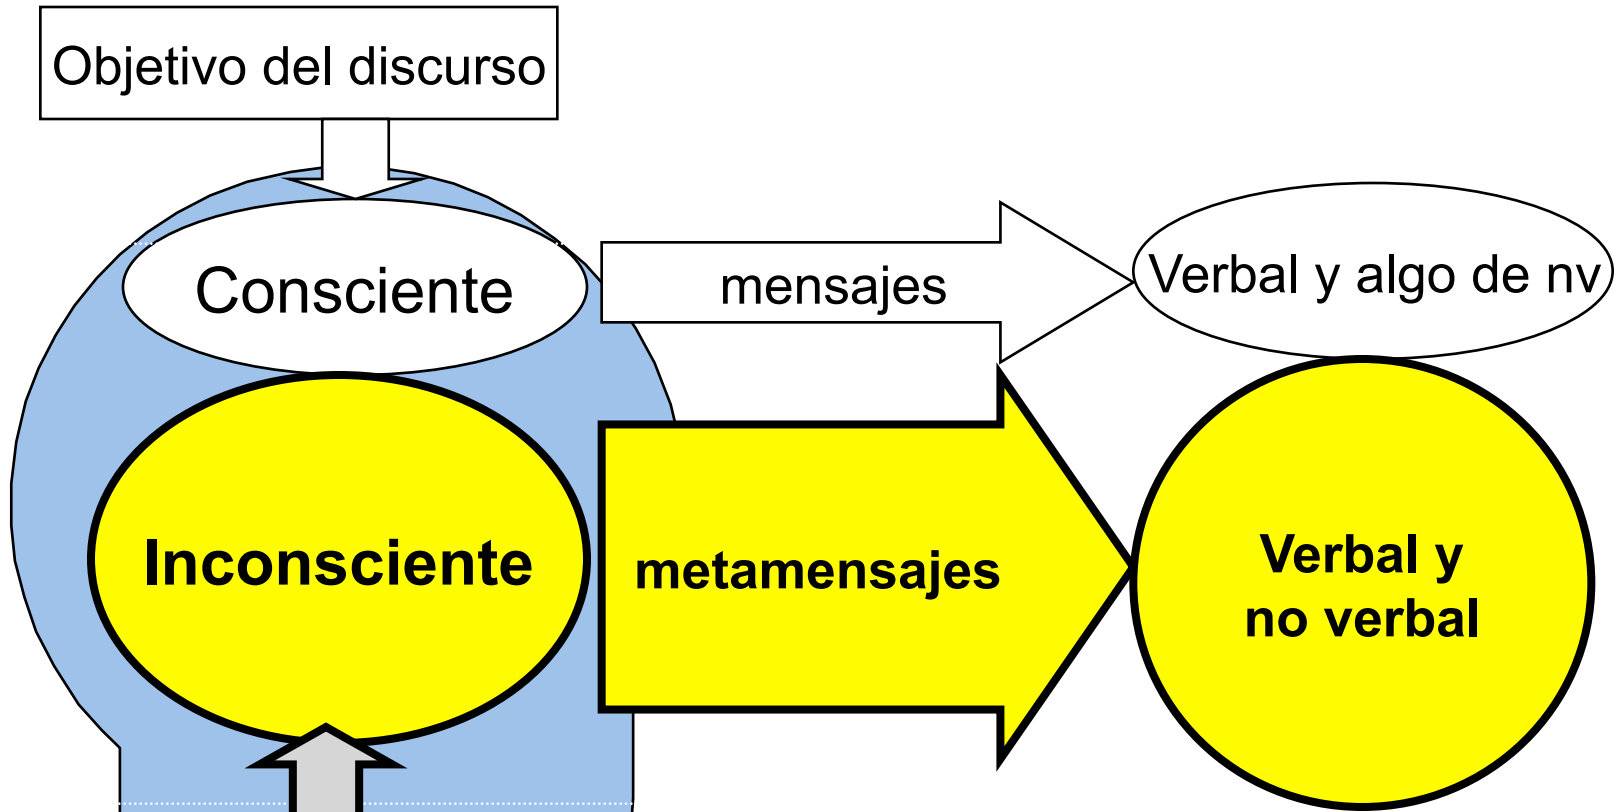 Objetivo del discurso
Consciente
mensajes
Verbal y algo de nv
Inconsciente
metamensajes
Verbal y
no verbal